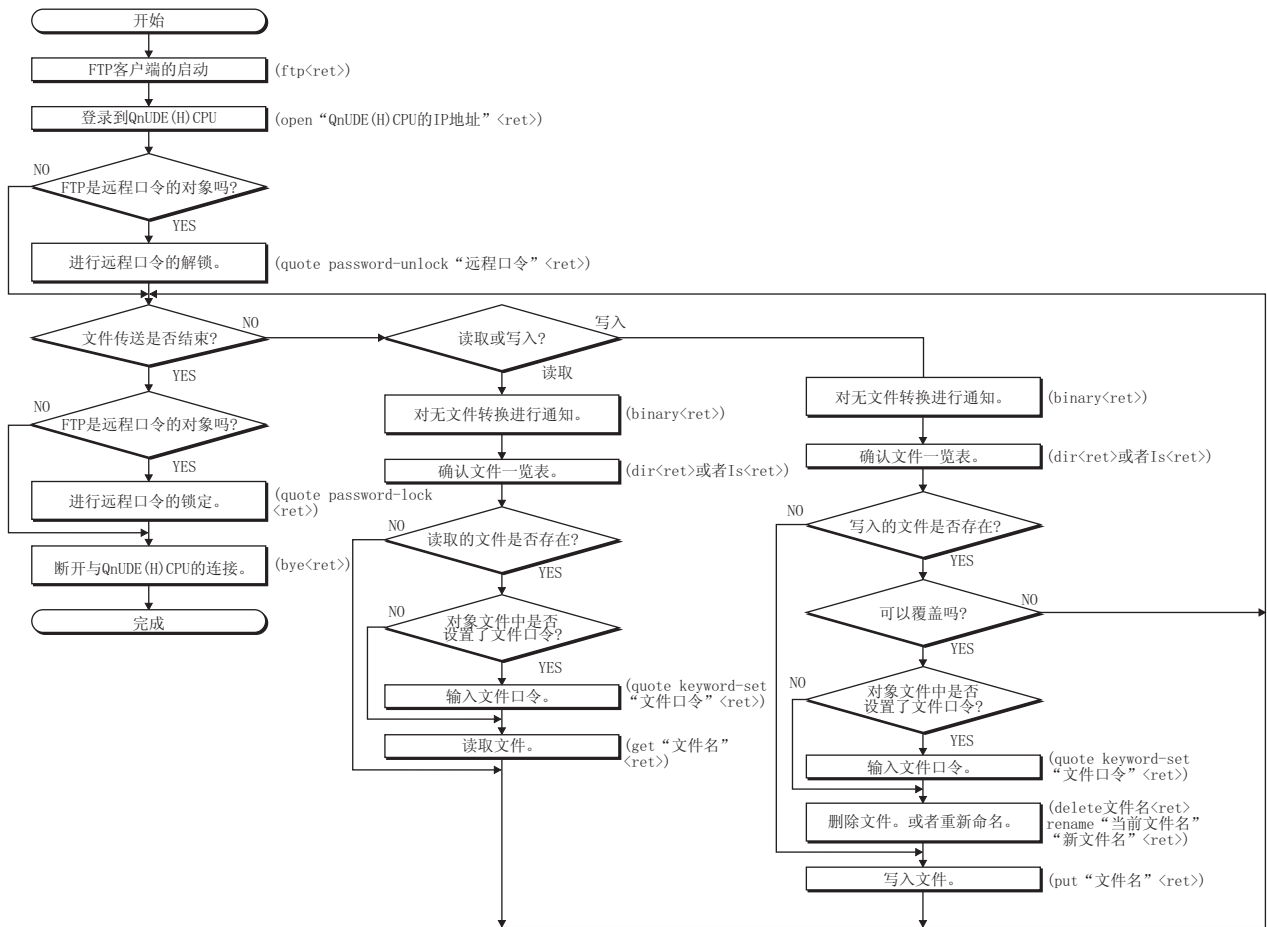 开始
FTP客户端的启动
(ftp<ret>)
登录到QnUDE(H)CPU
(open“QnUDE(H)CPU的IP地址”<ret>)
NO
FTP是远程口令的对象吗?
YES
进行远程口令的解锁。
(quote password-unlock“远程口令”<ret>)
文件传送是否结束?
NO
YES
NO
FTP是远程口令的对象吗?
YES
进行远程口令的锁定。
(quote password-lock
<ret>)
断开与QnUDE(H)CPU的连接。
(bye<ret>)
完成
读取或写入?
写入
读取
对无文件转换进行通知。
(binary<ret>)
确认文件一览表。
(dir<ret>或者Is<ret>)
NO
读取的文件是否存在?
YES
NO
对象文件中是否
设置了文件口令?
YES
输入文件口令。
(quote keyword-set
“文件口令”<ret>)
读取文件。
(get“文件名”
<ret>)
对无文件转换进行通知。
(binary<ret>)
确认文件一览表。
(dir<ret>或者Is<ret>)
NO
写入的文件是否存在?
YES
可以覆盖吗?
NO
YES
NO
对象文件中是否
设置了文件口令?
YES
输入文件口令。
(quote keyword-set
“文件口令”<ret>)
删除文件。或者重新命名。
(delete文件名<ret>
rename“当前文件名”
“新文件名”<ret>)
写入文件。
(put“文件名”<ret>)